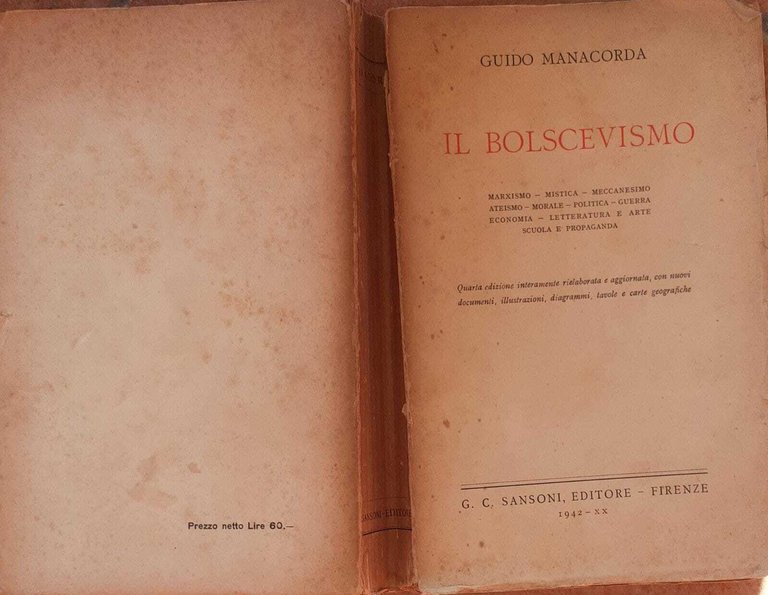 GUIDO MANACORDA
IL BOLSCEVISMO
MARXISMO – MISTICA – MECCANESIMO
ATEISMO – MORALE – POLITICA – GUERRA
ECONOMIA – LETTERATURA E ARTE
SCUOLA E PROPAGANDA
Quarta edizione interamente rielaborata e aggiornata, con nuovi
documenti, illustrazioni, diagrammi, tavole e carte geografiche
G. C. SANSONI, EDITORE – FIRENZE
1942 – XX
SANSONI-EDITORE
Prezzo netto Lire 60.—